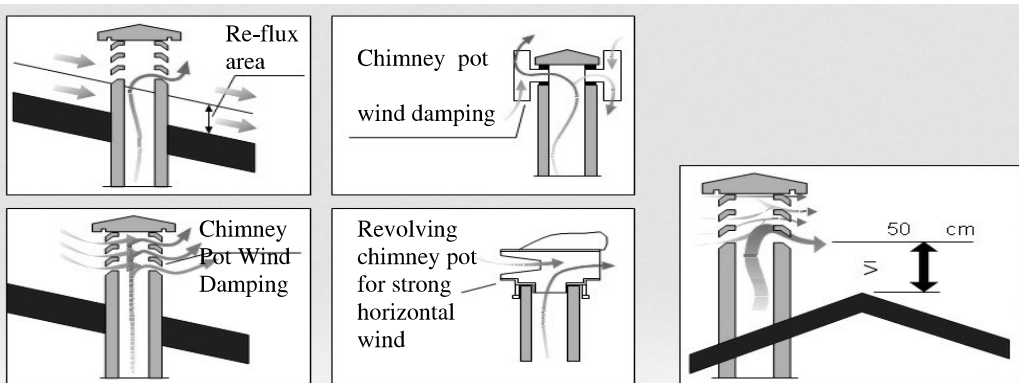 Re-flux
area
Chimney pot
wind damping
Chimney
Pot Wind
Damping
Revolving
chimney pot
for strong
horizontal
wind
50 cm
VI